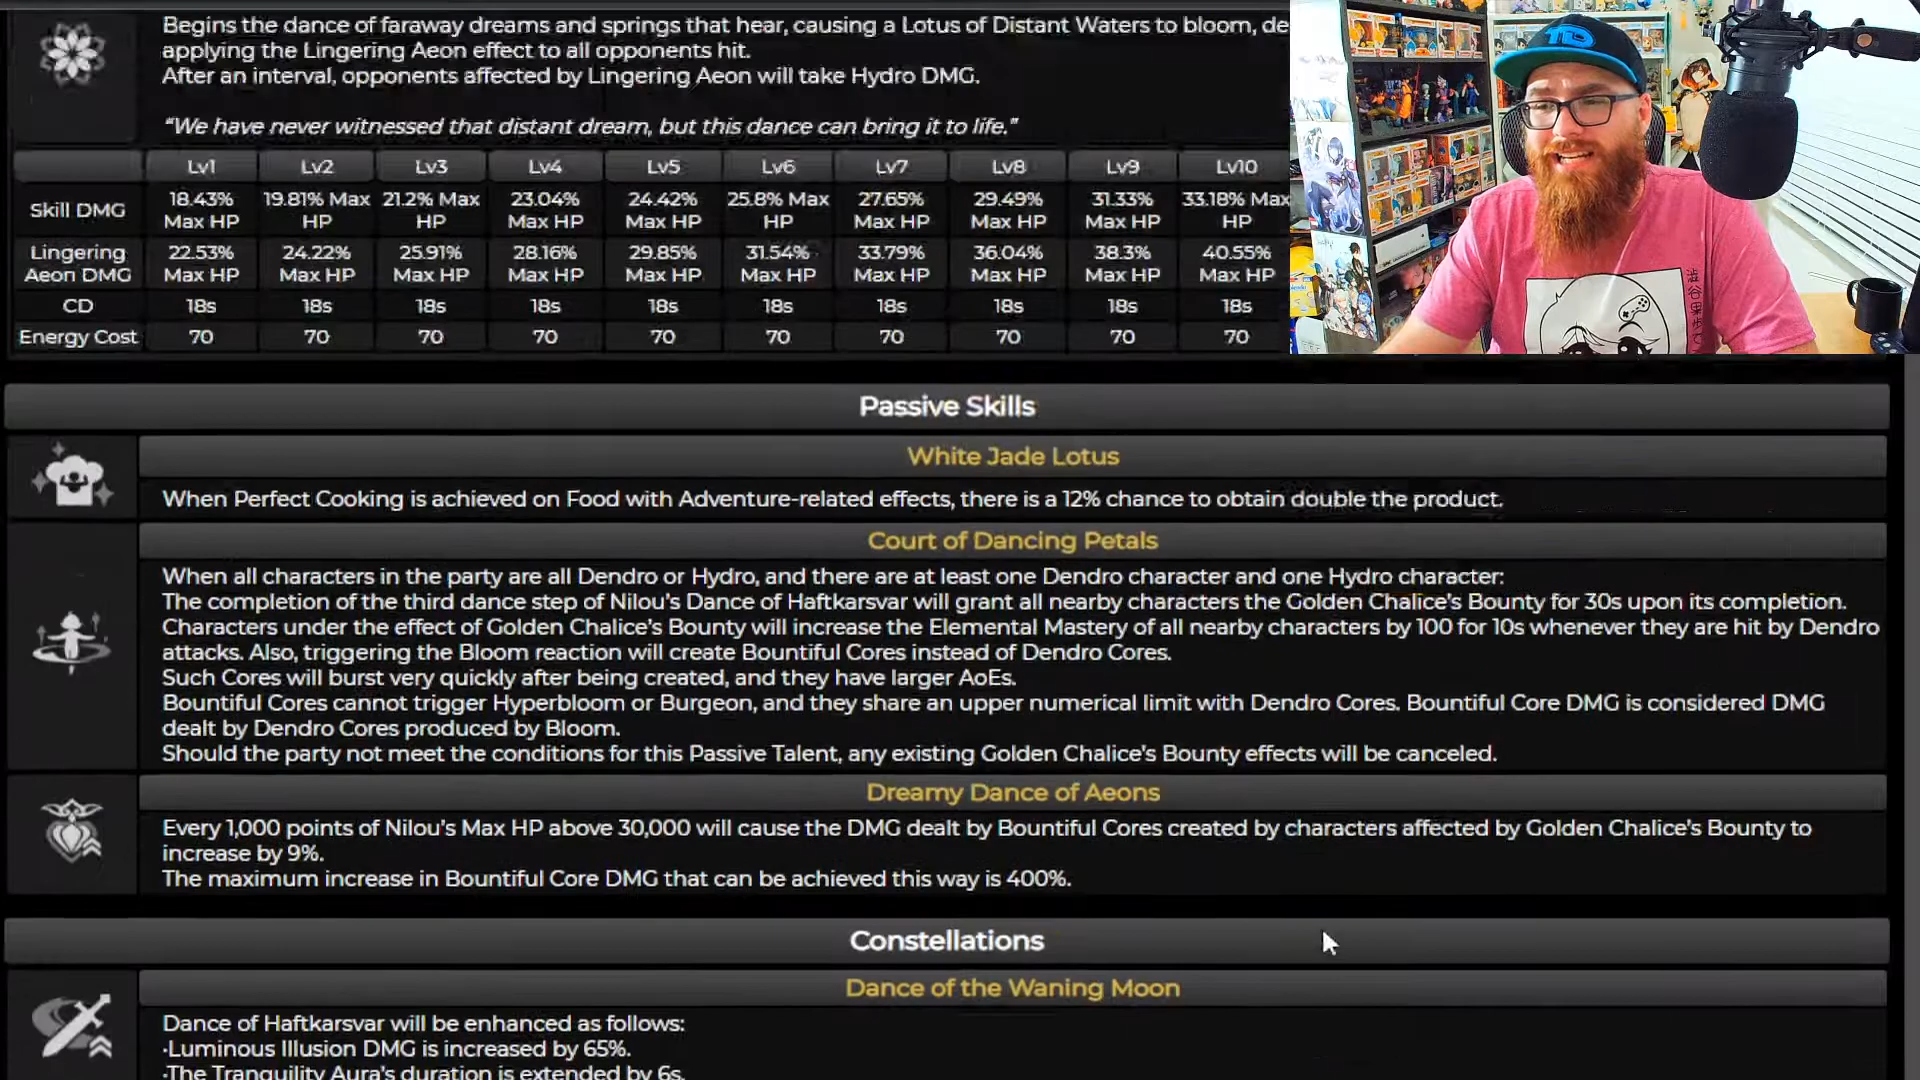 Begins the dance of faraway dreams and springs that hear, causing a Lotus of Distant Waters to bloom, de
applying the Lingering Aeon effect to all opponents hit.
After an interval, opponents affected by Lingering Aeon will take Hydro DMG.
“We have never witnessed that distant dream, but this dance can bring it to life.”
Lv1 Lv2 Lv3 Lv4 Lv5 Lv6 Lv7 Lv8 Lv9 Lv10
Skill DMG 18.43% Max HP 19.81% Max HP 21.2% Max HP 23.04% Max HP 24.42% Max HP 25.8% Max HP 27.65% Max HP 29.49% Max HP 31.33% Max HP 33.18% Max HP
Lingering Aeon DMG 22.53% Max HP 24.22% Max HP 25.91% Max HP 28.16% Max HP 29.85% Max HP 31.54% Max HP 33.79% Max HP 36.04% Max HP 38.3% Max HP 40.55% Max HP
CD 18s 18s 18s 18s 18s 18s 18s 18s 18s 18s
Energy Cost 70 70 70 70 70 70 70 70 70 70
Passive Skills
White Jade Lotus
When Perfect Cooking is achieved on Food with Adventure-related effects, there is a 12% chance to obtain double the product.
Court of Dancing Petals
When all characters in the party are all Dendro or Hydro, and there are at least one Dendro character and one Hydro character:
The completion of the third dance step of Nilou's Dance of Haftkarsvar will grant all nearby characters the Golden Chalice's Bounty for 30s upon its completion.
Characters under the effect of Golden Chalice's Bounty will increase the Elemental Mastery of all nearby characters by 100 for 10s whenever they are hit by Dendro
attacks. Also, triggering the Bloom reaction will create Bountiful Cores instead of Dendro Cores.
Such Cores will burst very quickly after being created, and they have larger AoEs.
Bountiful Cores cannot trigger Hyperbloom or Burgeon, and they share an upper numerical limit with Dendro Cores. Bountiful Core DMG is considered DMG
dealt by Dendro Cores produced by Bloom.
Should the party not meet the conditions for this Passive Talent, any existing Golden Chalice's Bounty effects will be canceled.
Dreamy Dance of Aeons
Every 1,000 points of Nilou's Max HP above 30,000 will cause the DMG dealt by Bountiful Cores created by characters affected by Golden Chalice's Bounty to
increase by 9%.
The maximum increase in Bountiful Core DMG that can be achieved this way is 400%.
Constellations
Dance of the Waning Moon
Dance of Haftkarsvar will be enhanced as follows:
·Luminous Illusion DMG is increased by 65%.
·The Tranquility Aura's duration is extended by 6s.